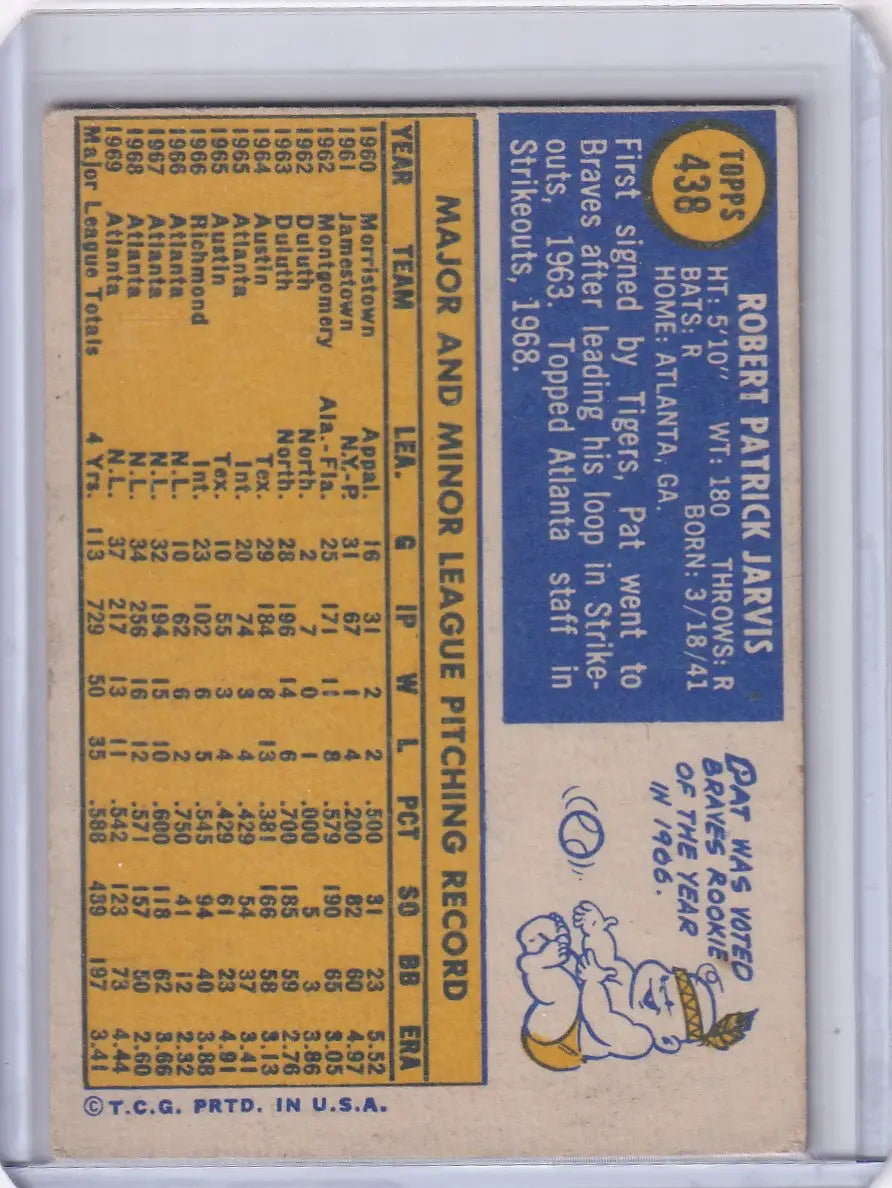 TOPPS
438
ROBERT PATRICK JARVIS
HT: 5'10" WT: 180 THROWS: R
BATS: R BORN: 3/18/41
HOME: ATLANTA, GA.
First signed by Tigers, Pat went to
Braves after leading his loop in Strike-
outs, 1963. Topped Atlanta staff in
Strikeouts, 1968.
PAT WAS VOTED
BRAVES ROOKIE
OF THE YEAR
IN 1966.
MAJOR AND MINOR LEAGUE PITCHING RECORD
YEAR TEAM LEA. G IP W L PCT SO BB ERA
1960 Morristown Appal. 16 31 2 2 .500 31 23 5.52
1961 Jamestown N.Y.-P. 31 67 1 4 .200 82 60 4.97
1962 Montgomery Ala.-Fla. 25 171 11 8 .579 190 65 3.05
1962 Duluth North. 2 7 0 1 .000 5 3 3.86
1963 Duluth North. 28 196 14 6 .700 185 59 2.76
1964 Austin Tex. 29 184 8 13 .381 166 58 3.13
1965 Atlanta Int. 20 74 3 4 .429 54 37 3.41
1965 Austin Tex. 10 55 3 4 .429 61 23 4.91
1966 Richmond Int. 23 102 6 5 .545 94 40 3.88
1966 Atlanta N.L. 10 62 6 2 .750 41 12 2.32
1967 Atlanta N.L. 32 194 15 10 .600 118 62 3.66
1968 Atlanta N.L. 34 256 16 12 .571 157 50 2.60
1969 Atlanta N.L. 37 217 13 11 .542 123 73 4.44
Major League Totals 4 Yrs. 113 729 50 35 .588 439 197 3.41
© T.C.G. PRTD. IN U.S.A.